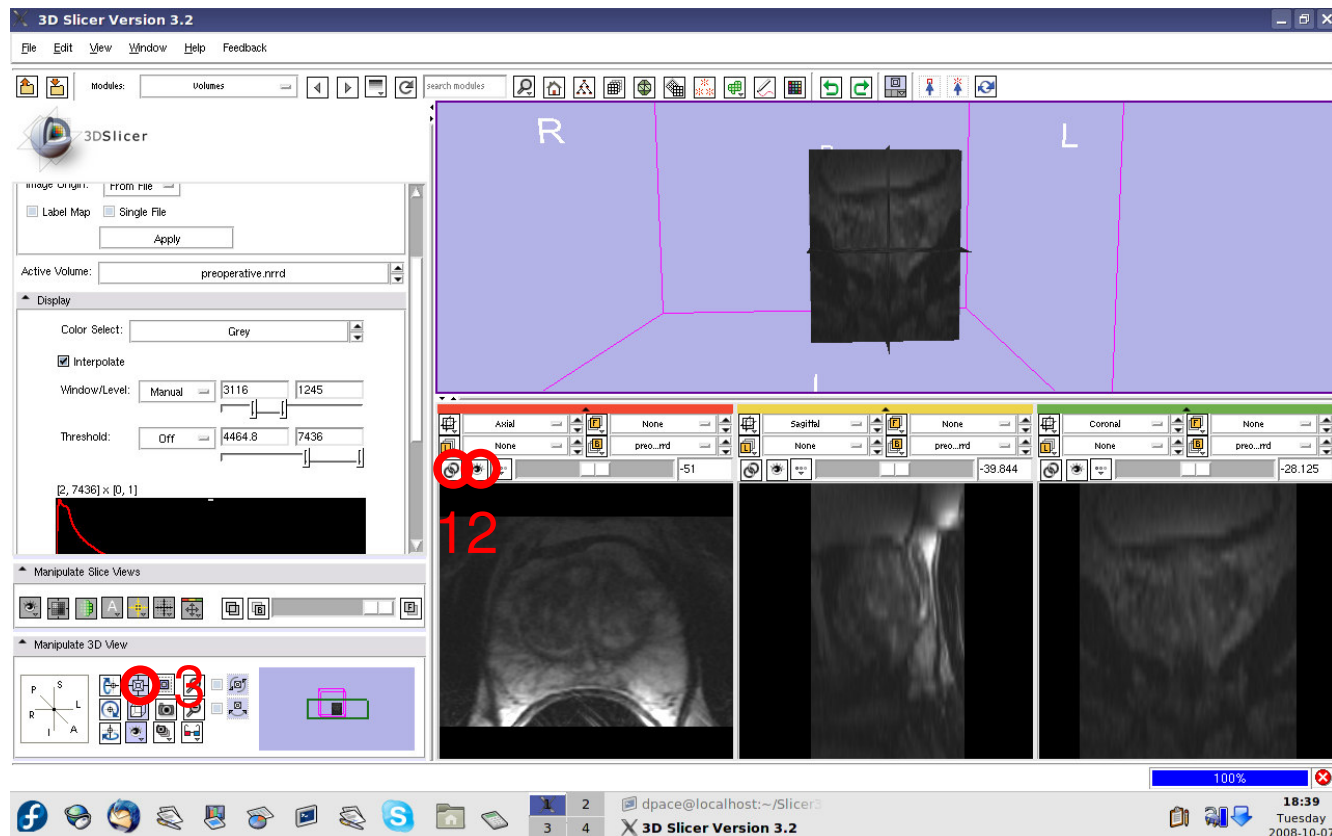 3D Slicer Version 3.2
File Edit View Window Help Feedback
Modules: Volumes search modules
3DSlicer
Image Origin: From File
Label Map Single File
Apply
Active Volume: preoperative.nrrd
Display
Color Select: Grey
Interpolate
Window/Level: Manual 3116 1245
Threshold: Off 4464.8 7436
[2, 7436] x [0, 1]
Manipulate Slice Views
Manipulate 3D View
P S L R I A
3
R L
Axial None
None preo...rrd
-51
12
Sagittal None
None preo...rrd
-39.844
Coronal None
None preo...rrd
-28.125
100%
1 2
3 4
dpace@localhost:~/Slicer3
3D Slicer Version 3.2
18:39
Tuesday
2008-10-07